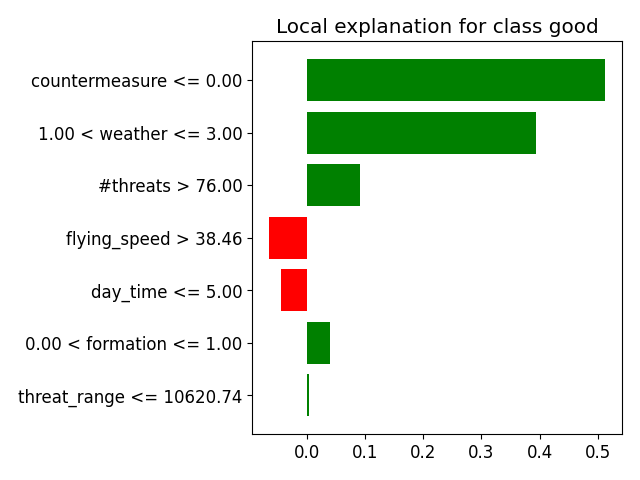 Local explanation for class good
countermeasure <= 0.00
1.00 < weather <= 3.00
#threats > 76.00
flying_speed > 38.46
day_time <= 5.00
0.00 < formation <= 1.00
threat_range <= 10620.74
0.0 0.1 0.2 0.3 0.4 0.5